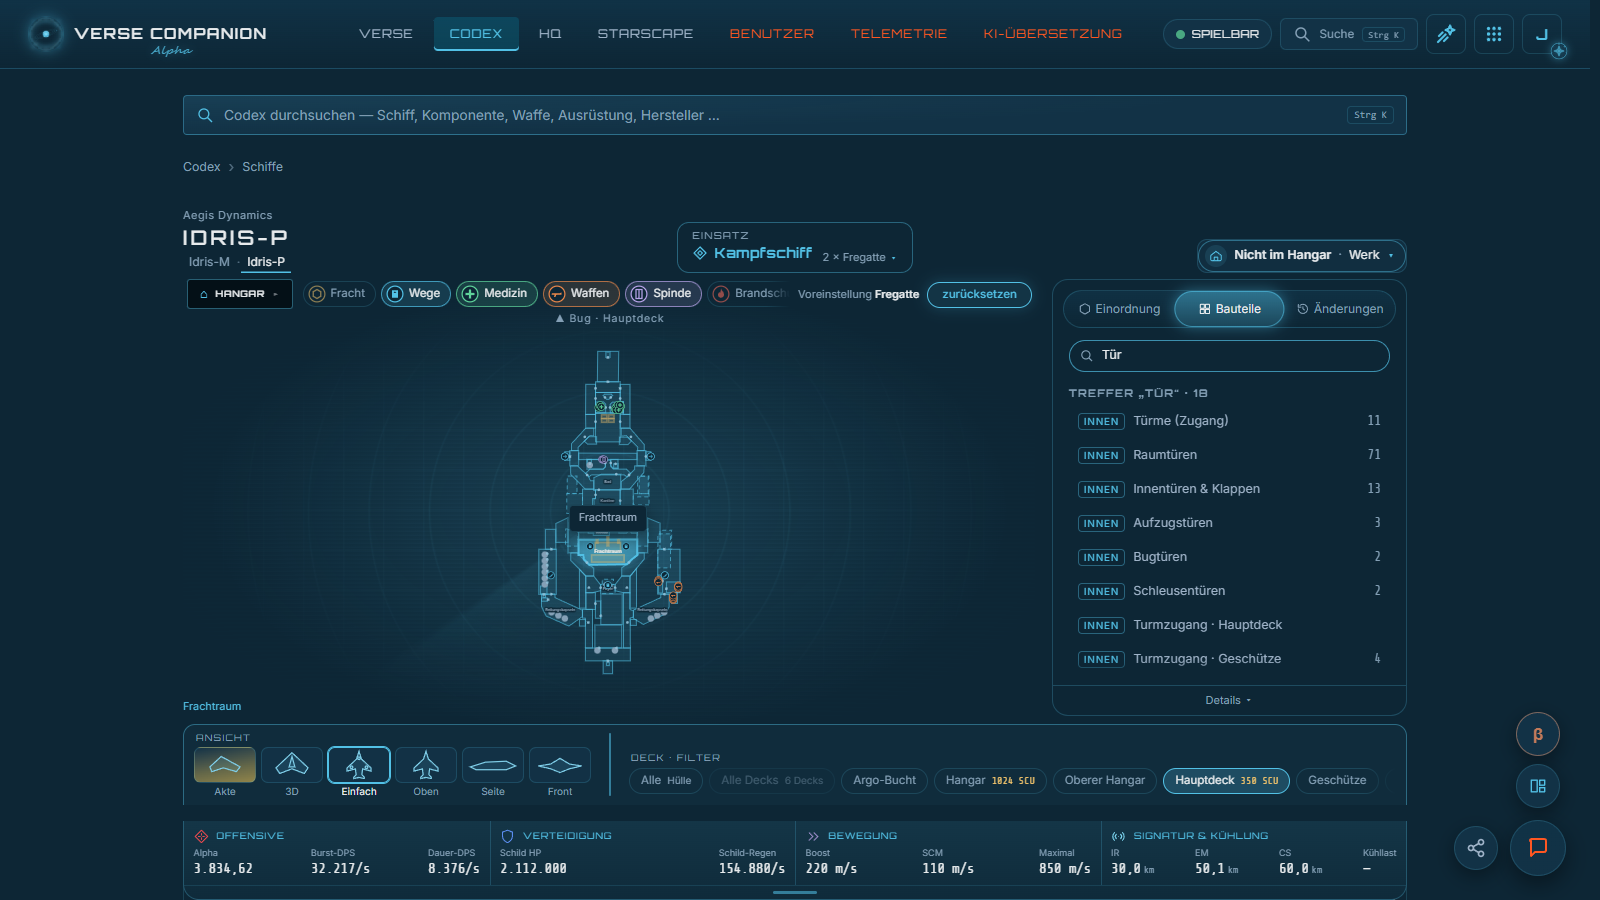 VERSE COMPANION
Alpha
VERSE
CODEX
HQ
STARSCAPE
BENUTZER
TELEMETRIE
KI-ÜBERSETZUNG
SPIELBAR
Suche Strg K
Codex durchsuchen — Schiff, Komponente, Waffe, Ausrüstung, Hersteller ...
Strg K
Codex › Schiffe
Aegis Dynamics
IDRIS-P
Idris-M · Idris-P
EINSATZ
Kampfschiff 2 × Fregatte
Nicht im Hangar · Werk
HANGAR
Fracht
Wege
Medizin
Waffen
Spinde
Brandsch
Voreinstellung Fregatte
zurücksetzen
▲ Bug · Hauptdeck
Frachtraum
Frachtraum
Einordnung
Bauteile
Änderungen
Tür
TREFFER „TÜR“ · 18
INNEN Türme (Zugang) 11
INNEN Raumtüren 71
INNEN Innentüren & Klappen 13
INNEN Aufzugstüren 3
INNEN Bugtüren 2
INNEN Schleusentüren 2
INNEN Turmzugang · Hauptdeck
INNEN Turmzugang · Geschütze 4
Details
Frachtraum
ANSICHT
Akte
3D
Einfach
Oben
Seite
Front
DECK · FILTER
Alle Hülle
Alle Decks 6 Decks
Argo-Bucht
Hangar 1024 SCU
Oberer Hangar
Hauptdeck 350 SCU
Geschütze
OFFENSIVE
Alpha Burst-DPS Dauer-DPS
3.834,62 32.217/s 8.376/s
VERTEIDIGUNG
Schild HP Schild-Regen
2.112.000 154.880/s
BEWEGUNG
Boost SCM Maximal
220 m/s 110 m/s 850 m/s
SIGNATUR & KÜHLUNG
IR EM CS Kühllast
30,0 km 50,1 km 60,0 km —
β